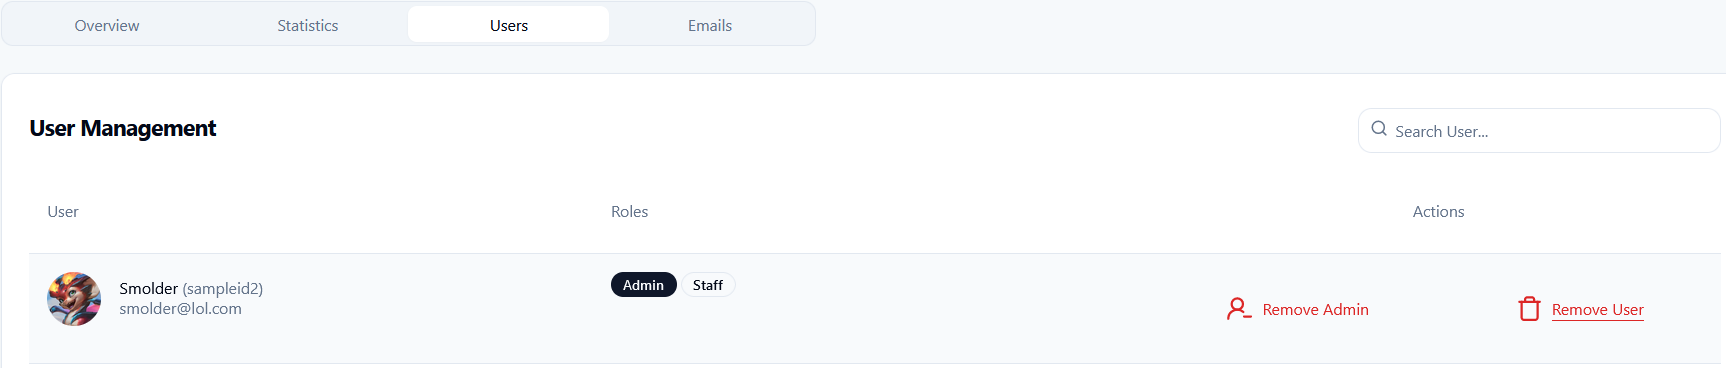 Overview Statistics Users Emails
User Management
Search User...
User Roles Actions
Smolder (sampleid2)
smolder@lol.com
Admin Staff
Remove Admin Remove User